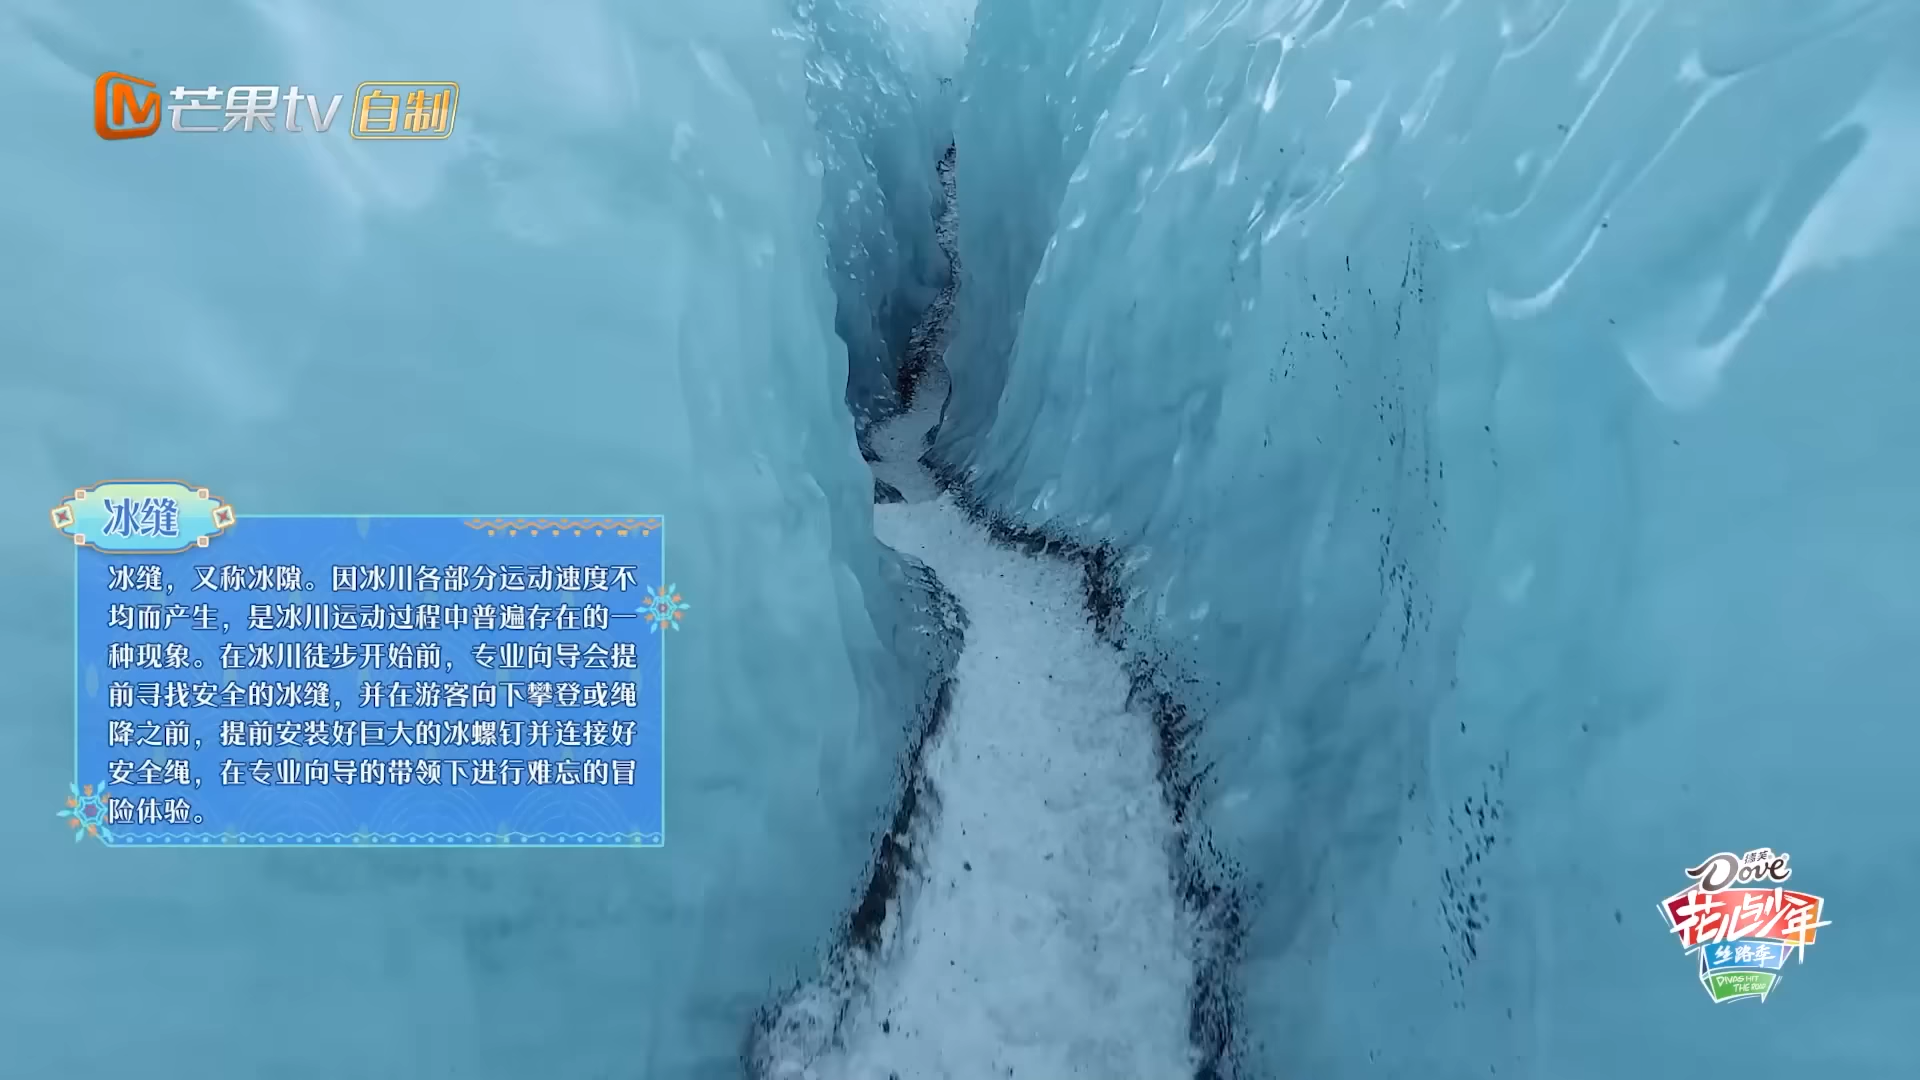 芒果tv 自制
冰缝
冰缝，又称冰隙。因冰川各部分运动速度不
均而产生，是冰川运动过程中普遍存在的一
种现象。在冰川徒步开始前，专业向导会提
前寻找安全的冰缝，并在游客向下攀登或绳
降之前，提前安装好巨大的冰螺钉并连接好
安全绳，在专业向导的带领下进行难忘的冒
险体验。
德芙
Dove
花儿与少年
丝路季
DIVAS HIT
THE ROAD